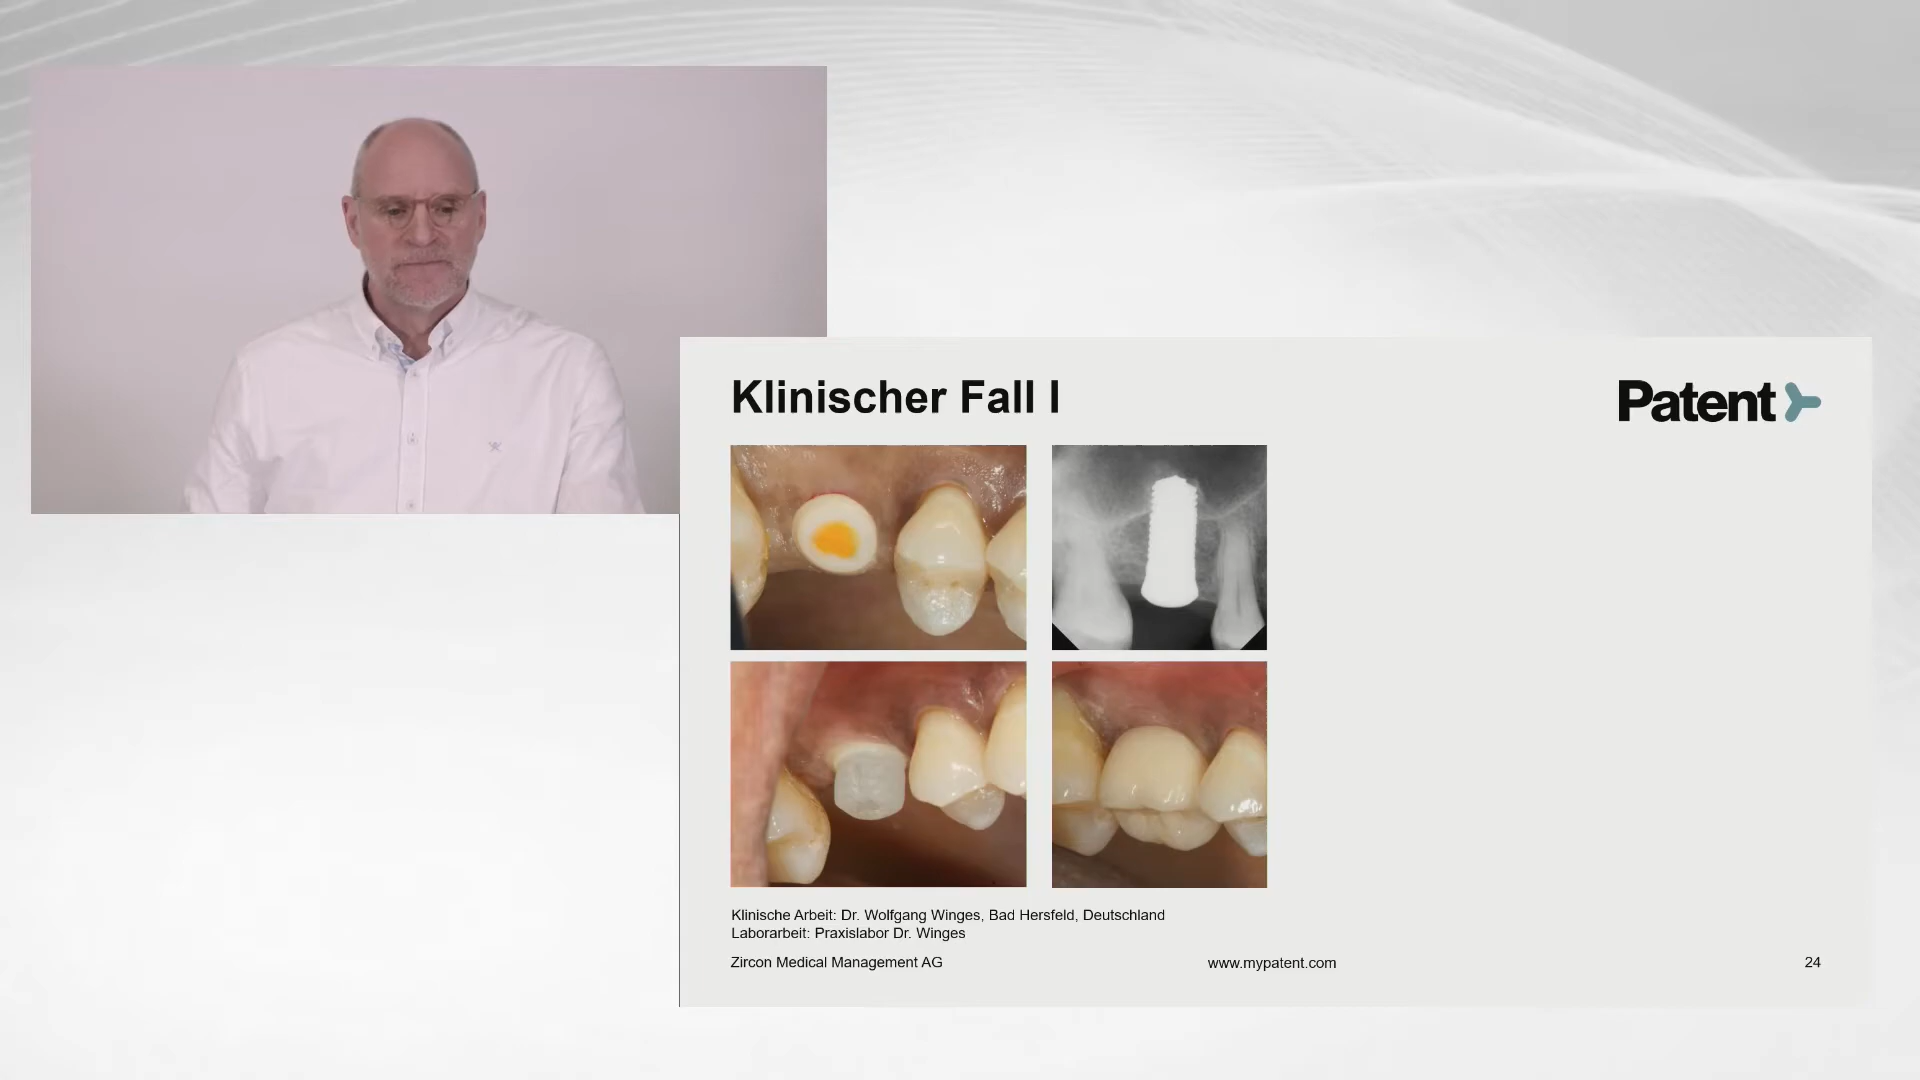 Klinischer Fall I
Patent
Klinische Arbeit: Dr. Wolfgang Winges, Bad Hersfeld, Deutschland
Laborarbeit: Praxislabor Dr. Winges
Zircon Medical Management AG
www.mypatent.com
24